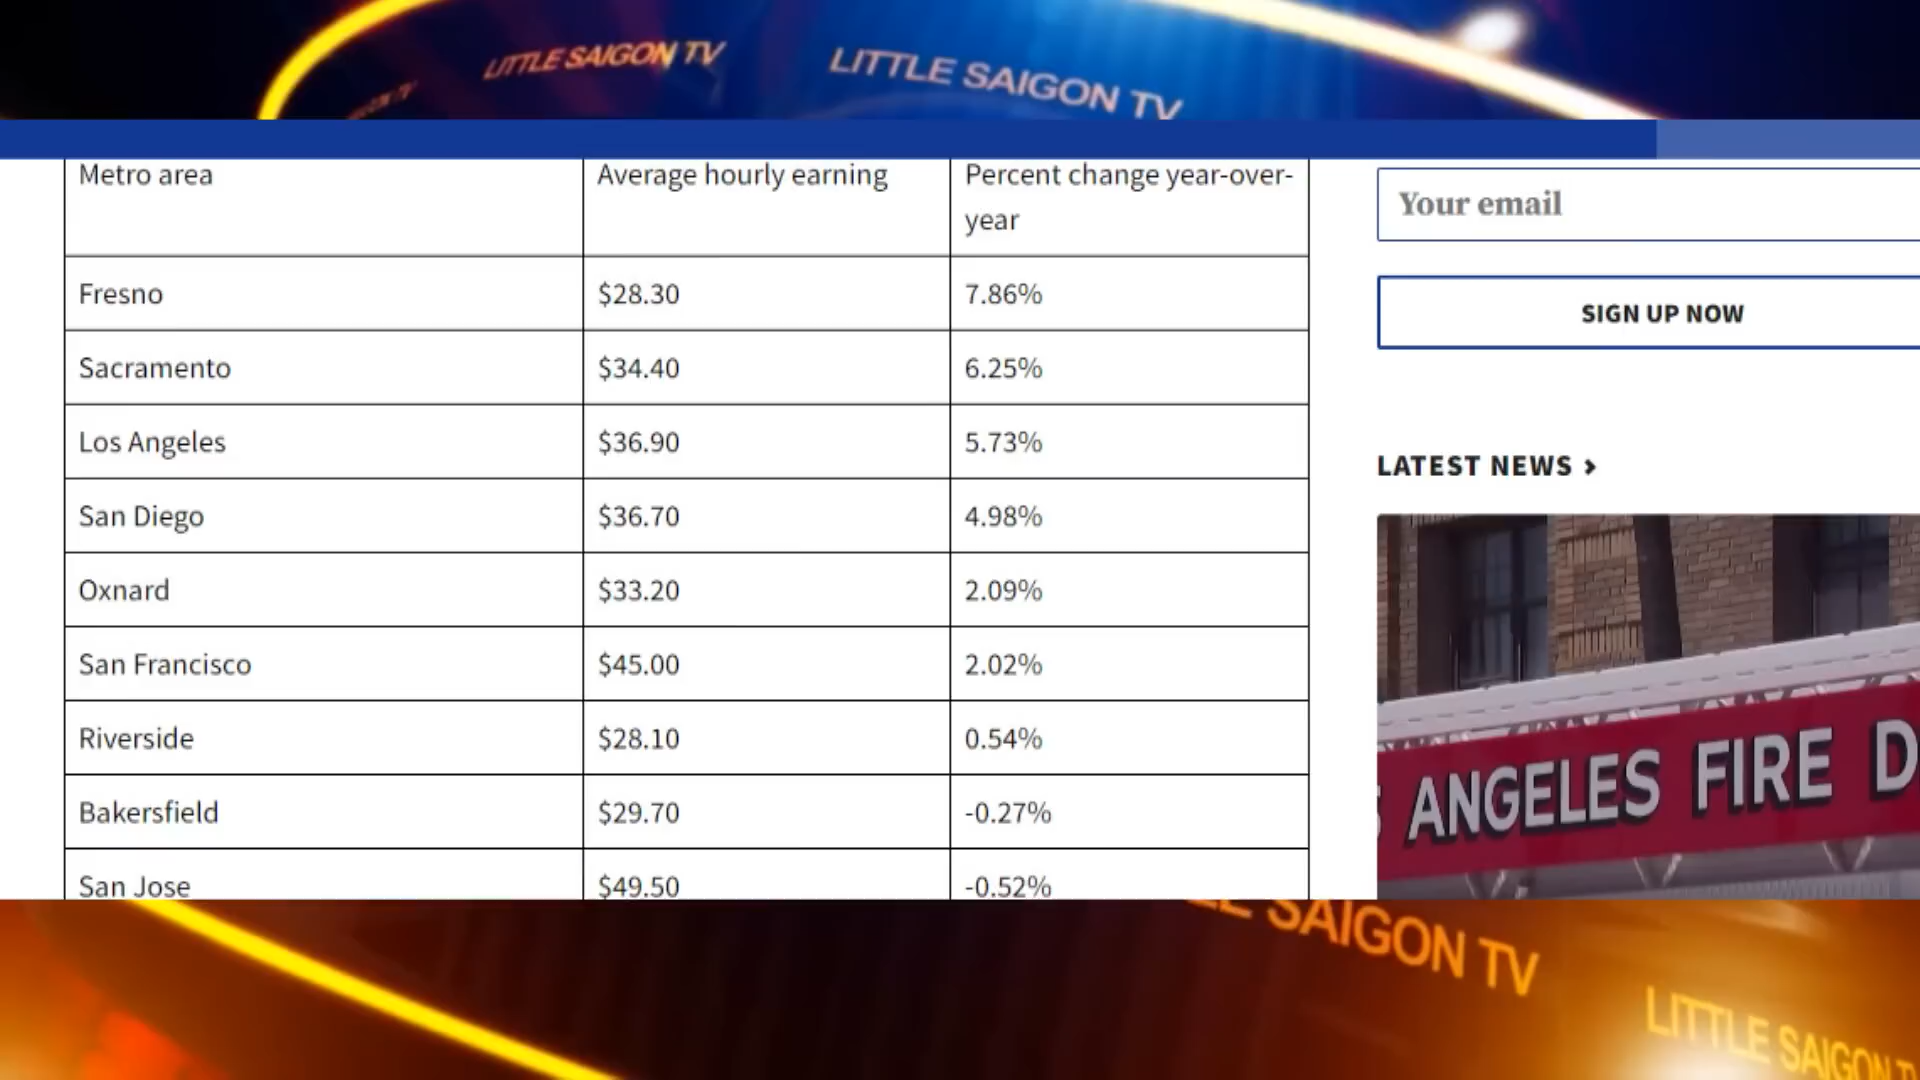 LITTLE SAIGON TV
LITTLE SAIGON TV
Metro area Average hourly earning Percent change year-over-
year
Fresno $28.30 7.86%
Sacramento $34.40 6.25%
Los Angeles $36.90 5.73%
San Diego $36.70 4.98%
Oxnard $33.20 2.09%
San Francisco $45.00 2.02%
Riverside $28.10 0.54%
Bakersfield $29.70 -0.27%
San Jose $49.50 -0.52%
Your email
SIGN UP NOW
LATEST NEWS ›
ANGELES FIRE D
SAIGON TV
LITTLE SAIGON TV